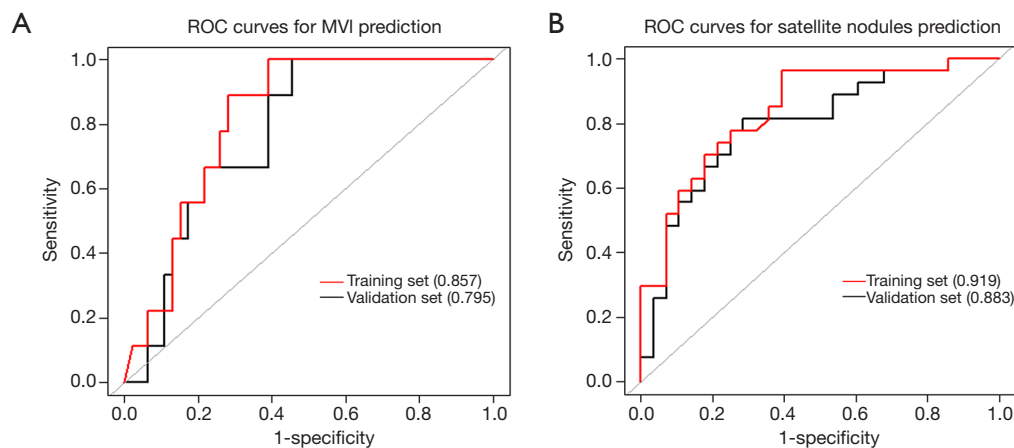 A
ROC curves for MVI prediction
1.0
0.8
0.6
0.4
0.2
0.0
Sensitivity
Training set (0.857)
Validation set (0.795)
0.0 0.2 0.4 0.6 0.8 1.0
1-specificity
B
ROC curves for satellite nodules prediction
1.0
0.8
0.6
0.4
0.2
0.0
Sensitivity
Training set (0.919)
Validation set (0.883)
0.0 0.2 0.4 0.6 0.8 1.0
1-specificity